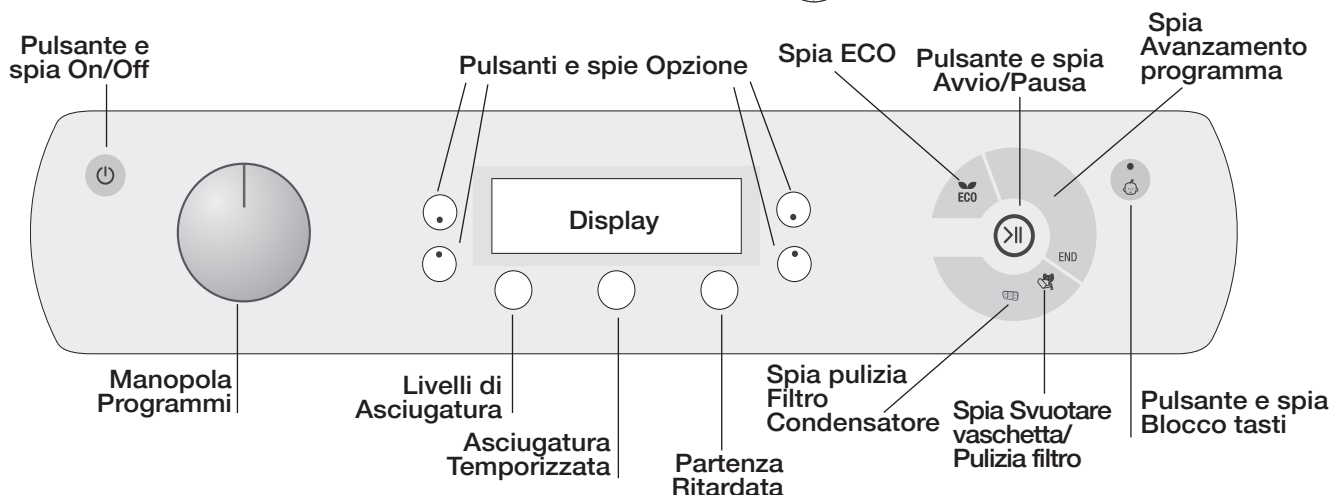 Pulsante e
spia On/Off
Pulsanti e spie Opzione
Spia ECO
Pulsante e spia
Avvio/Pausa
Spia
Avanzamento
programma
ECO
Display
END
Manopola
Programmi
Livelli di
Asciugatura
Asciugatura
Temporizzata
Partenza
Ritardata
Spia pulizia
Filtro
Condensatore
Spia Svuotare
vaschetta/
Pulizia filtro
Pulsante e spia
Blocco tasti